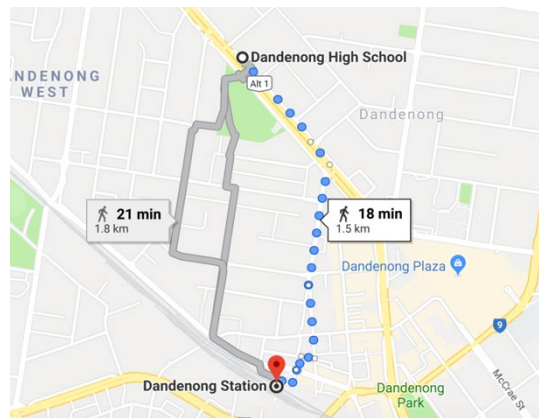 Dandenong High School
Alt 1
ANDENONG
WEST
Dandenong
21 min
1.8 km
18 min
1.5 km
Dandenong Plaza
9
McCrae St
Dandenong Station
Dandenong
Park